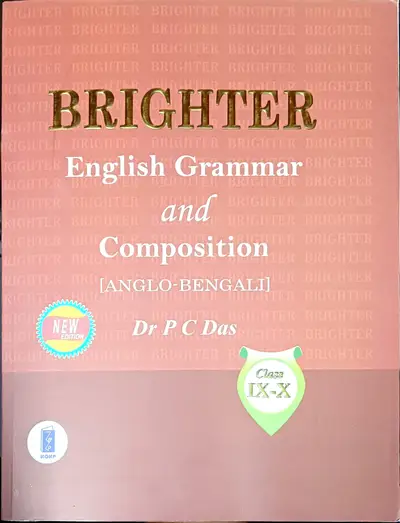 BRIGHTER
English Grammar
and
Composition
[ANGLO-BENGALI]
Dr P C Das
NEW
EDITION
Class
IX-X